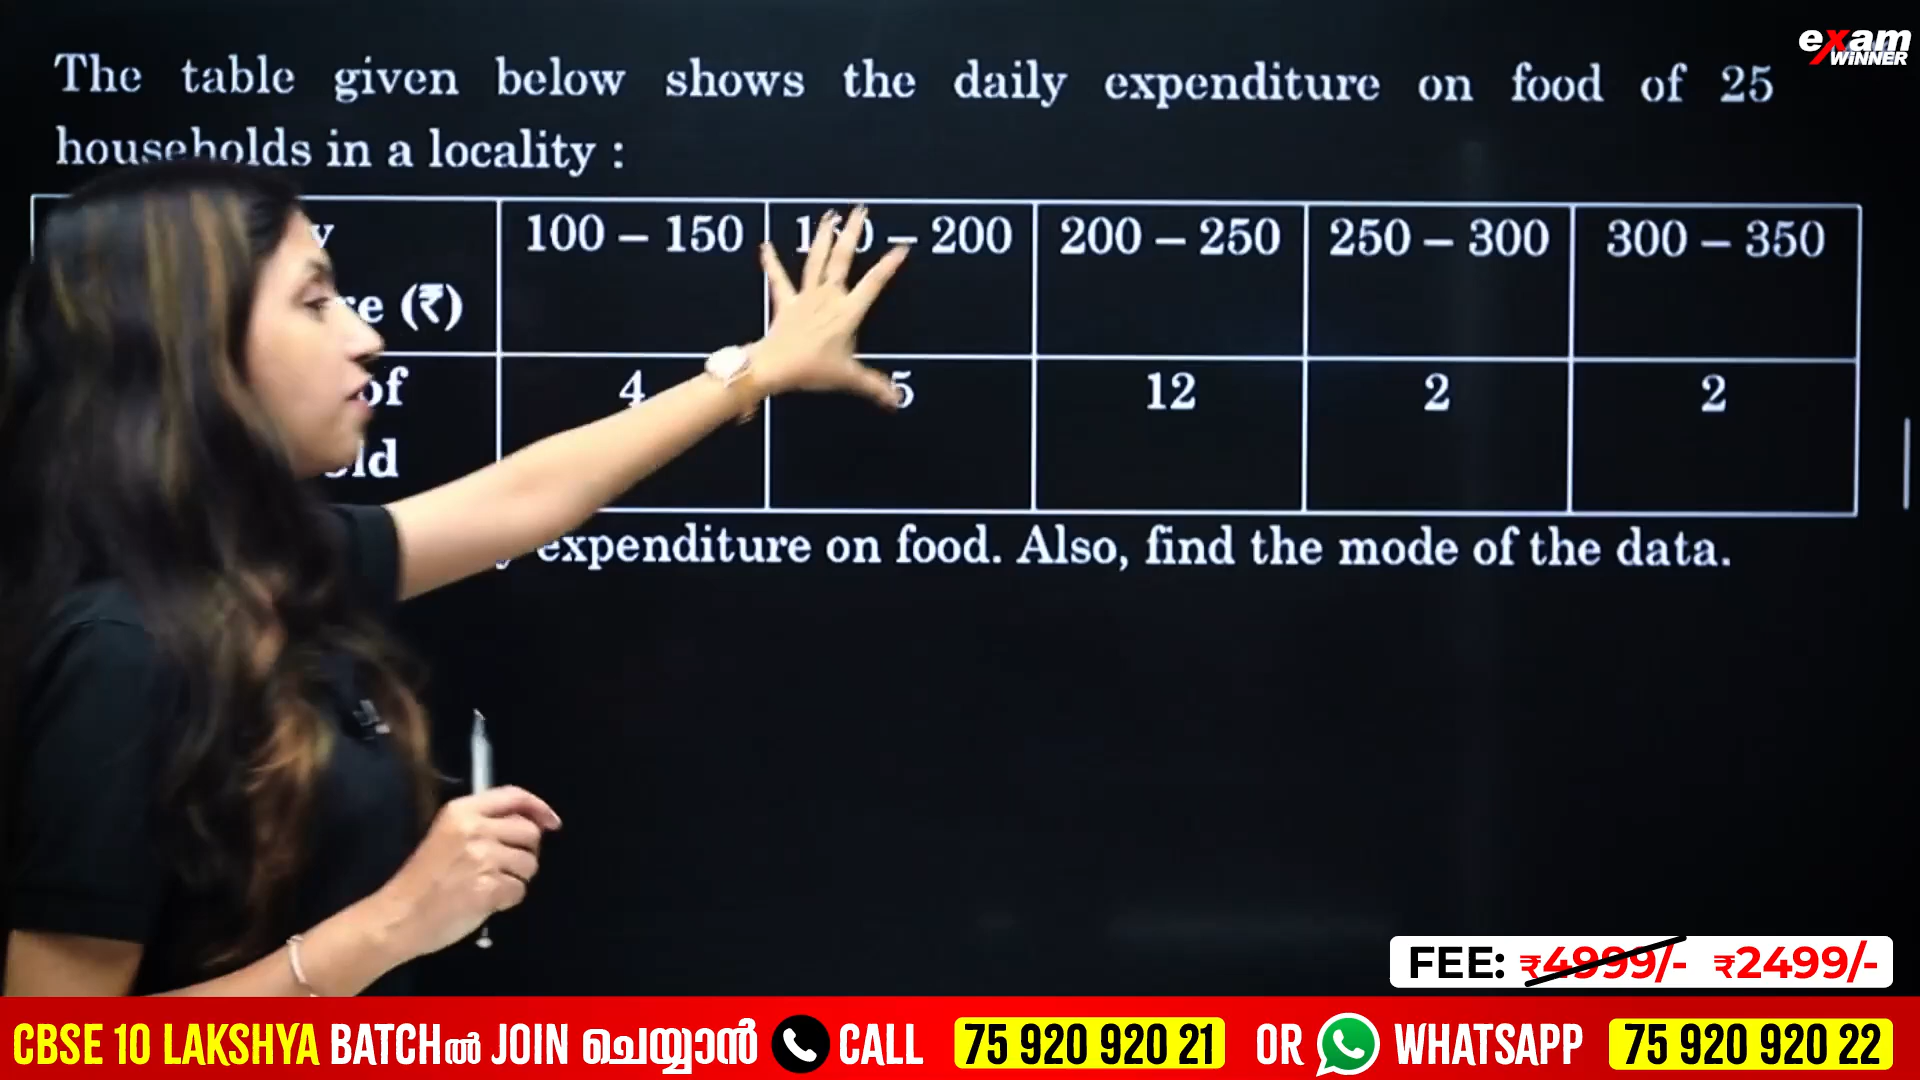 exam
WiNNER
The table given below shows the daily expenditure on food of 25
households in a locality :
100 – 150 – 200 200 – 250 250 – 300 300 – 350
(₹)
4 5 12 2 2
of
expenditure on food. Also, find the mode of the data.
FEE: ₹4999/- ₹2499/-
CBSE 10 LAKSHYA BATCHൽ JOIN ചെയ്യാൻ CALL 75 920 920 21 OR WHATSAPP 75 920 920 22